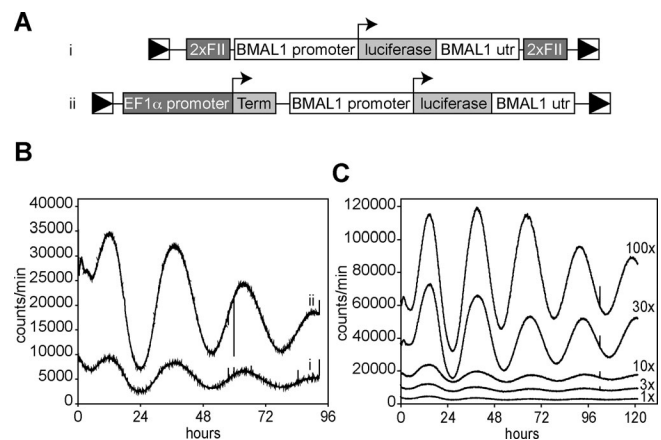 A
i
2xFII BMAL1 promoter luciferase BMAL1 utr 2xFII
ii
EF1α promoter Term BMAL1 promoter luciferase BMAL1 utr
B
40000
35000
30000
25000
20000
15000
10000
5000
0
counts/min
ii
i
0 24 48 72 96
hours
C
120000
100000
80000
60000
40000
20000
0
counts/min
100x
30x
10x
3x
1x
0 24 48 72 96 120
hours